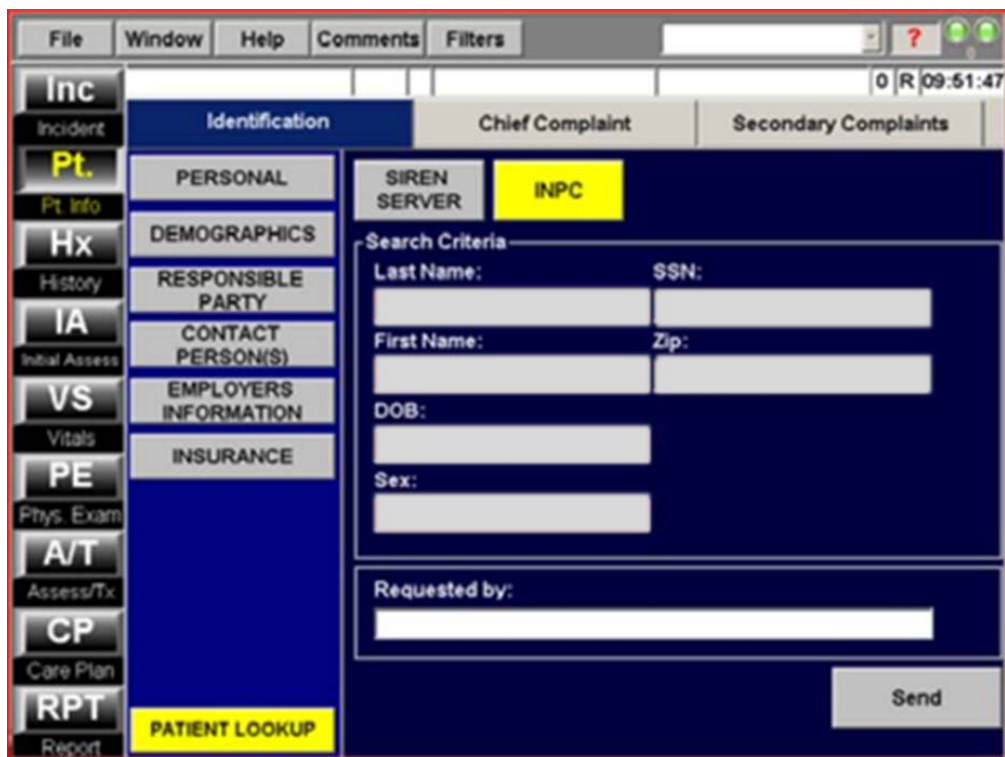 File Window Help Comments Filters ?
0
0 R 09:51:47
Inc
Incident
Pt.
Pt. Info
Hx
History
IA
Initial Assess
VS
Vitals
PE
Phys. Exam
A/T
Assess/Tx
CP
Care Plan
RPT
Report
Identification Chief Complaint Secondary Complaints
PERSONAL
DEMOGRAPHICS
RESPONSIBLE
PARTY
CONTACT
PERSON(S)
EMPLOYERS
INFORMATION
INSURANCE
PATIENT LOOKUP
SIREN
SERVER
INPC
Search Criteria
Last Name: SSN:
First Name: Zip:
DOB:
Sex:
Requested by:
Send